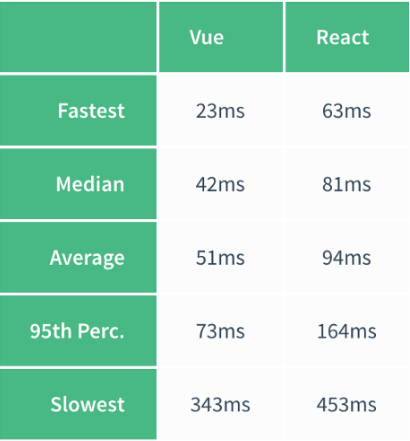 Vue React
Fastest 23ms 63ms
Median 42ms 81ms
Average 51ms 94ms
95th Perc. 73ms 164ms
Slowest 343ms 453ms